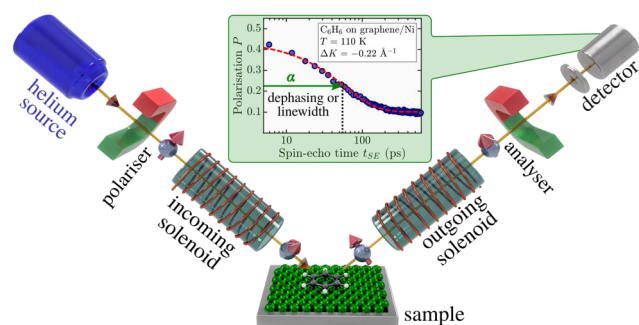 helium
source
polariser
incoming
solenoid
Polarisation P
0.5
0.4
0.3
0.2
0.1
C₆H₆ on graphene/Ni
T = 110 K
ΔK = −0.22 Å⁻¹
α
dephasing or
linewidth
10
100
Spin-echo time t_SE (ps)
detector
analyser
outgoing
solenoid
sample